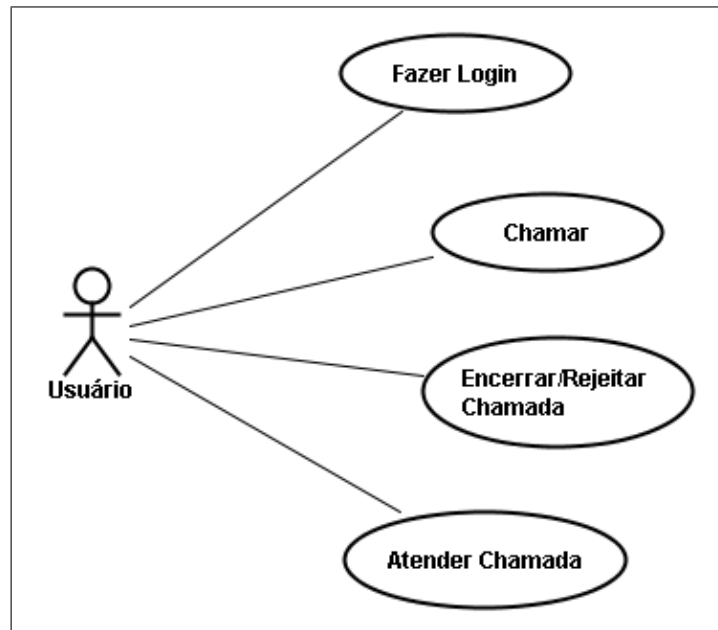 Fazer Login
Chamar
Usuário
Encerrar/Rejeitar
Chamada
Atender Chamada